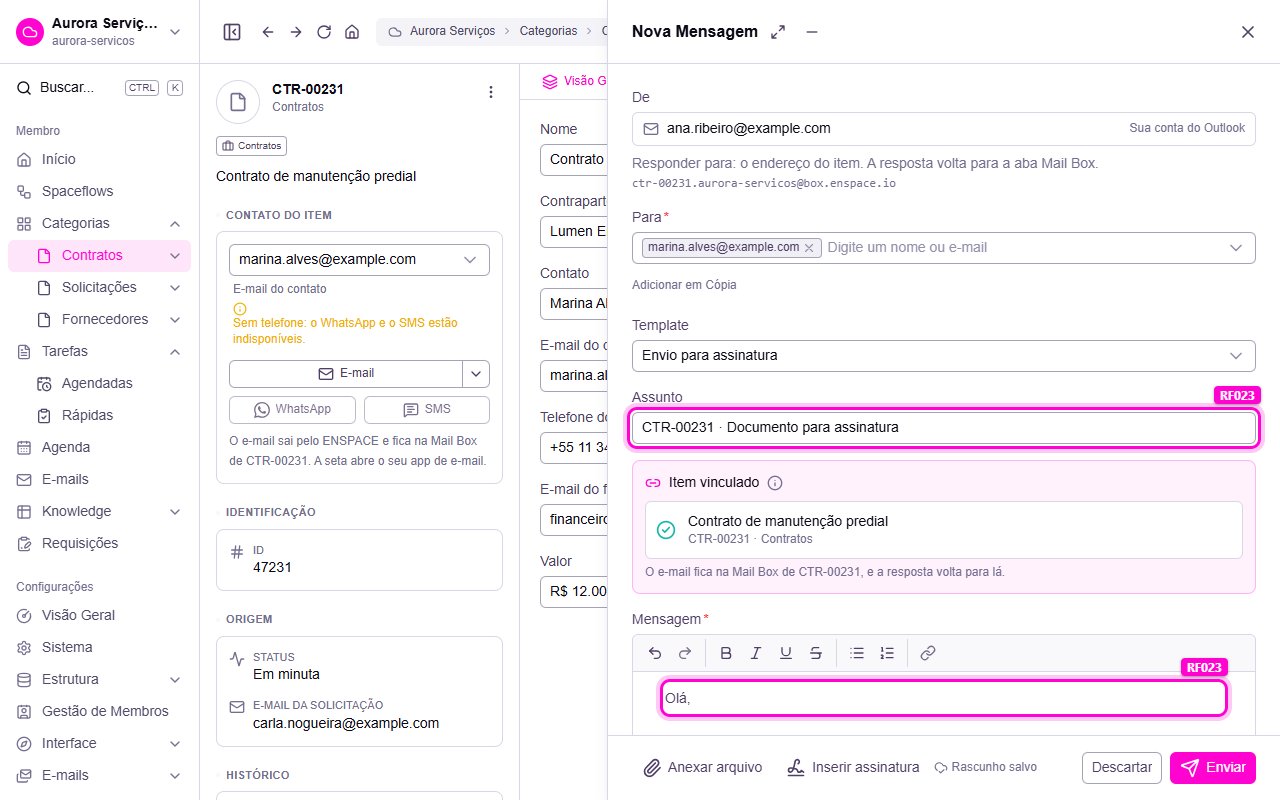 Aurora Serviç...
aurora-servicos
Buscar...
CTRL K
Membro
Início
Spaceflows
Categorias
Contratos
Solicitações
Fornecedores
Tarefas
Agendadas
Rápidas
Agenda
E-mails
Knowledge
Requisições
Configurações
Visão Geral
Sistema
Estrutura
Gestão de Membros
Interface
E-mails
Aurora Serviços > Categorias >
CTR-00231
Contratos
Contratos
Contrato de manutenção predial
CONTATO DO ITEM
marina.alves@example.com
E-mail do contato
Sem telefone: o WhatsApp e o SMS estão
indisponíveis.
E-mail
WhatsApp
SMS
O e-mail sai pelo ENSPACE e fica na Mail Box
de CTR-00231. A seta abre o seu app de e-mail.
IDENTIFICAÇÃO
ID
47231
ORIGEM
STATUS
Em minuta
E-MAIL DA SOLICITAÇÃO
carla.nogueira@example.com
HISTÓRICO
Visão G
Nome
Contrato
Contrapart
Lumen E
Contato
Marina Al
E-mail do c
marina.al
Telefone do
+55 11 34
E-mail do f
financeiro
Valor
R$ 12.00
Nova Mensagem
De
ana.ribeiro@example.com
Sua conta do Outlook
Responder para: o endereço do item. A resposta volta para a aba Mail Box.
ctr-00231.aurora-servicos@box.enspace.io
Para *
marina.alves@example.com
Digite um nome ou e-mail
Adicionar em Cópia
Template
Envio para assinatura
Assunto
RF023
CTR-00231 · Documento para assinatura
Item vinculado
Contrato de manutenção predial
CTR-00231 · Contratos
O e-mail fica na Mail Box de CTR-00231, e a resposta volta para lá.
Mensagem *
RF023
Olá,
Anexar arquivo
Inserir assinatura
Rascunho salvo
Descartar
Enviar